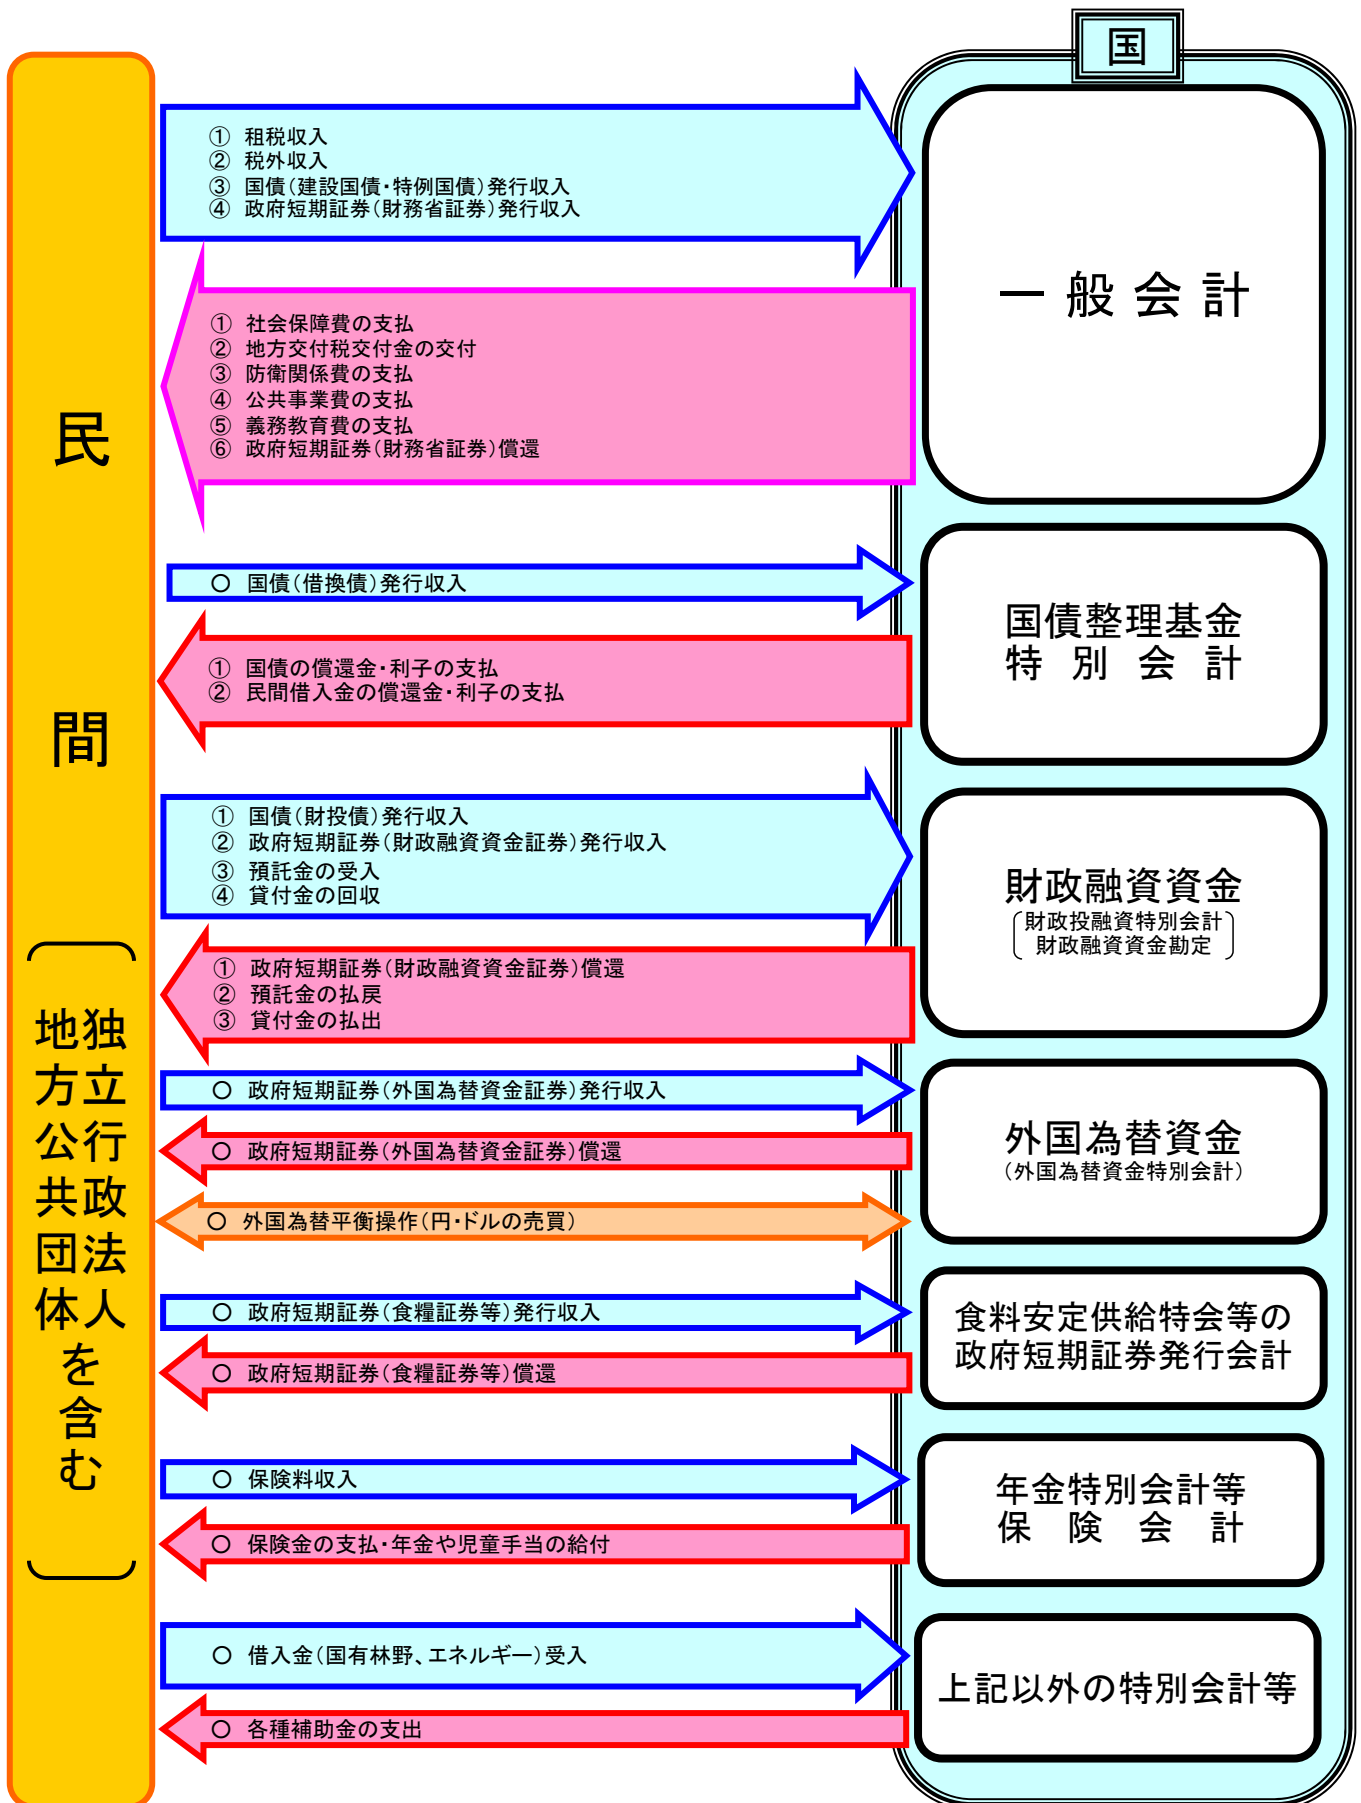 国
民間
独立行政法人
地方公共団体
を含む
① 租税収入
② 税外収入
③ 国債(建設国債・特例国債)発行収入
④ 政府短期証券(財務省証券)発行収入
一般会計
① 社会保障費の支払
② 地方交付税交付金の交付
③ 防衛関係費の支払
④ 公共事業費の支払
⑤ 義務教育費の支払
⑥ 政府短期証券(財務省証券)償還
○ 国債(借換債)発行収入
国債整理基金
特別会計
① 国債の償還金・利子の支払
② 民間借入金の償還金・利子の支払
① 国債(財投債)発行収入
② 政府短期証券(財政融資資金証券)発行収入
③ 預託金の受入
④ 貸付金の回収
財政融資資金
財政投融資特別会計
財政融資資金勘定
① 政府短期証券(財政融資資金証券)償還
② 預託金の払戻
③ 貸付金の払出
○ 政府短期証券(外国為替資金証券)発行収入
外国為替資金
(外国為替資金特別会計)
○ 政府短期証券(外国為替資金証券)償還
○ 外国為替平衡操作(円・ドルの売買)
○ 政府短期証券(食糧証券等)発行収入
食料安定供給特会等の
政府短期証券発行会計
○ 政府短期証券(食糧証券等)償還
○ 保険料収入
年金特別会計等
保険会計
○ 保険金の支払・年金や児童手当の給付
○ 借入金(国有林野、エネルギー)受入
上記以外の特別会計等
○ 各種補助金の支出